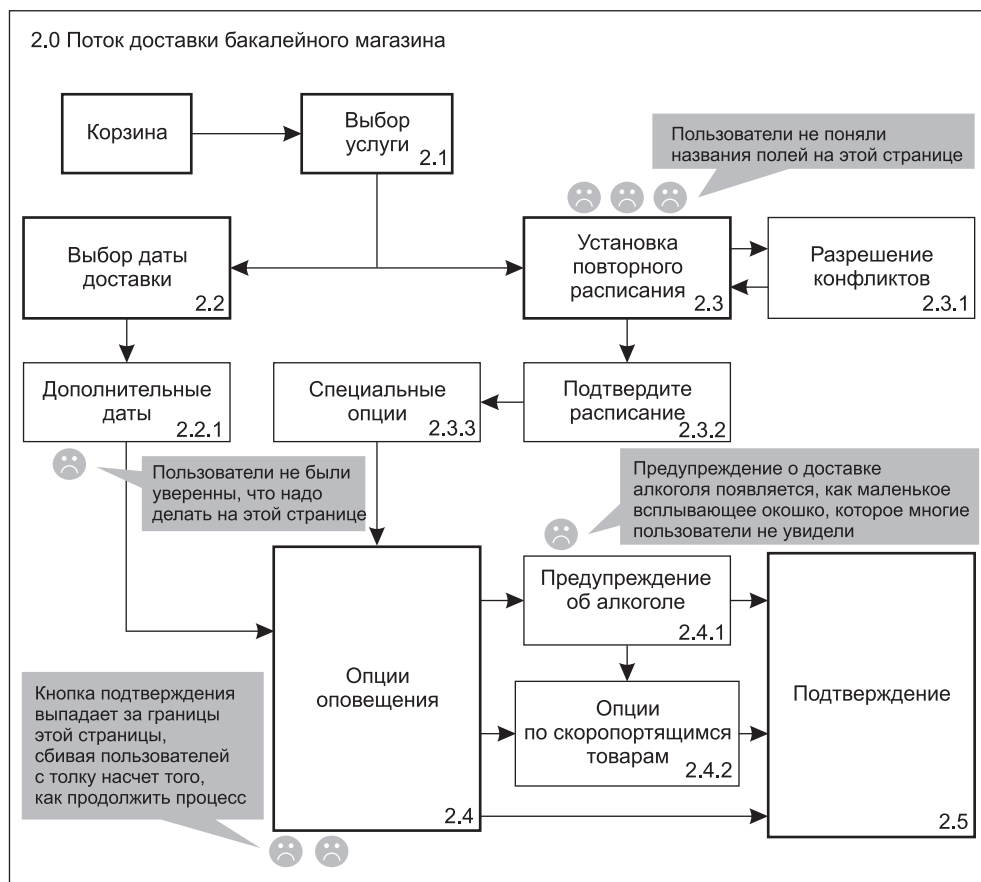 2.0 Поток доставки бакалейного магазина
Корзина
Выбор
услуги
2.1
Пользователи не поняли
названия полей на этой странице
Выбор даты
доставки
2.2
Установка
повторного
расписания
2.3
Разрешение
конфликтов
2.3.1
Дополнительные
даты
2.2.1
Специальные
опции
2.3.3
Подтвердите
расписание
2.3.2
Пользователи не были
уверенны, что надо
делать на этой странице
Предупреждение о доставке
алкоголя появляется, как маленькое
всплывающее окошко, которое многие
пользователи не увидели
Предупреждение
об алкоголе
2.4.1
Опции
оповещения
2.4
Кнопка подтверждения
выпадает за границы
этой страницы,
сбивая пользователей
с толку насчет того,
как продолжить процесс
Опции
по скоропортящимся
товарам
2.4.2
Подтверждение
2.5